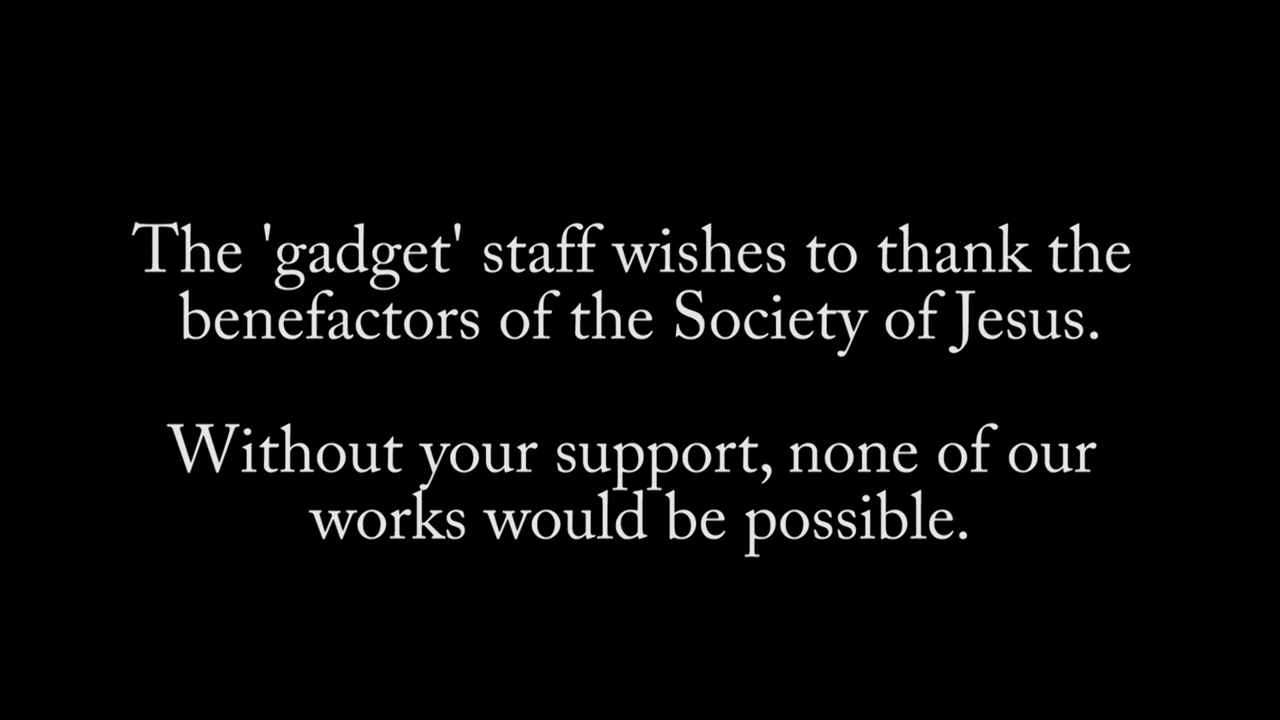 The 'gadget' staff wishes to thank the
benefactors of the Society of Jesus.
Without your support, none of our
works would be possible.